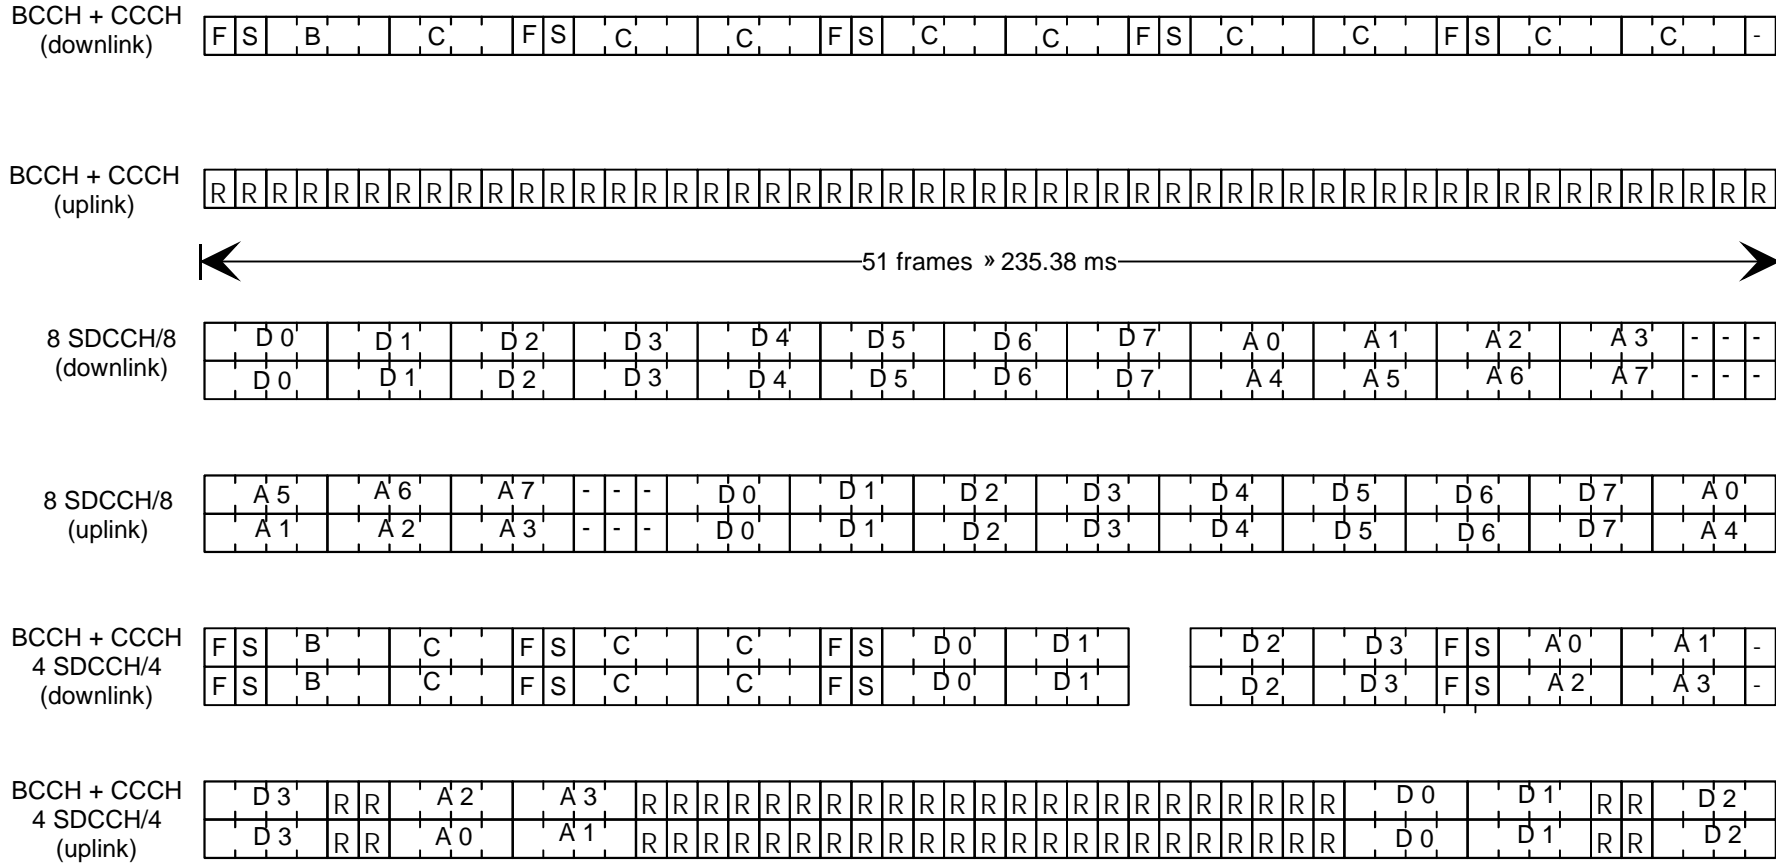 BCCH + CCCH
(downlink)
F S B C F S C C F S C C F S C C F S C C -
BCCH + CCCH
(uplink)
R R R R R R R R R R R R R R R R R R R R R R R R R R R R R R R R R R R R R R R R R R R R R R R R R R R
51 frames » 235.38 ms
8 SDCCH/8
(downlink)
D 0 D 1 D 2 D 3 D 4 D 5 D 6 D 7 A 0 A 1 A 2 A 3 - - -
D 0 D 1 D 2 D 3 D 4 D 5 D 6 D 7 A 4 A 5 A 6 A 7 - - -
8 SDCCH/8
(uplink)
A 5 A 6 A 7 - - - D 0 D 1 D 2 D 3 D 4 D 5 D 6 D 7 A 0
A 1 A 2 A 3 - - - D 0 D 1 D 2 D 3 D 4 D 5 D 6 D 7 A 4
BCCH + CCCH
4 SDCCH/4
(downlink)
F S B C F S C C F S D 0 D 1 D 2 D 3 F S A 0 A 1 -
F S B C F S C C F S D 0 D 1 D 2 D 3 F S A 2 A 3 -
BCCH + CCCH
4 SDCCH/4
(uplink)
D 3 R R A 2 A 3 R R R R R R R R R R R R R R R R R R R R R R R D 0 D 1 R R D 2
D 3 R R A 0 A 1 R R R R R R R R R R R R R R R R R R R R R R R D 0 D 1 R R D 2